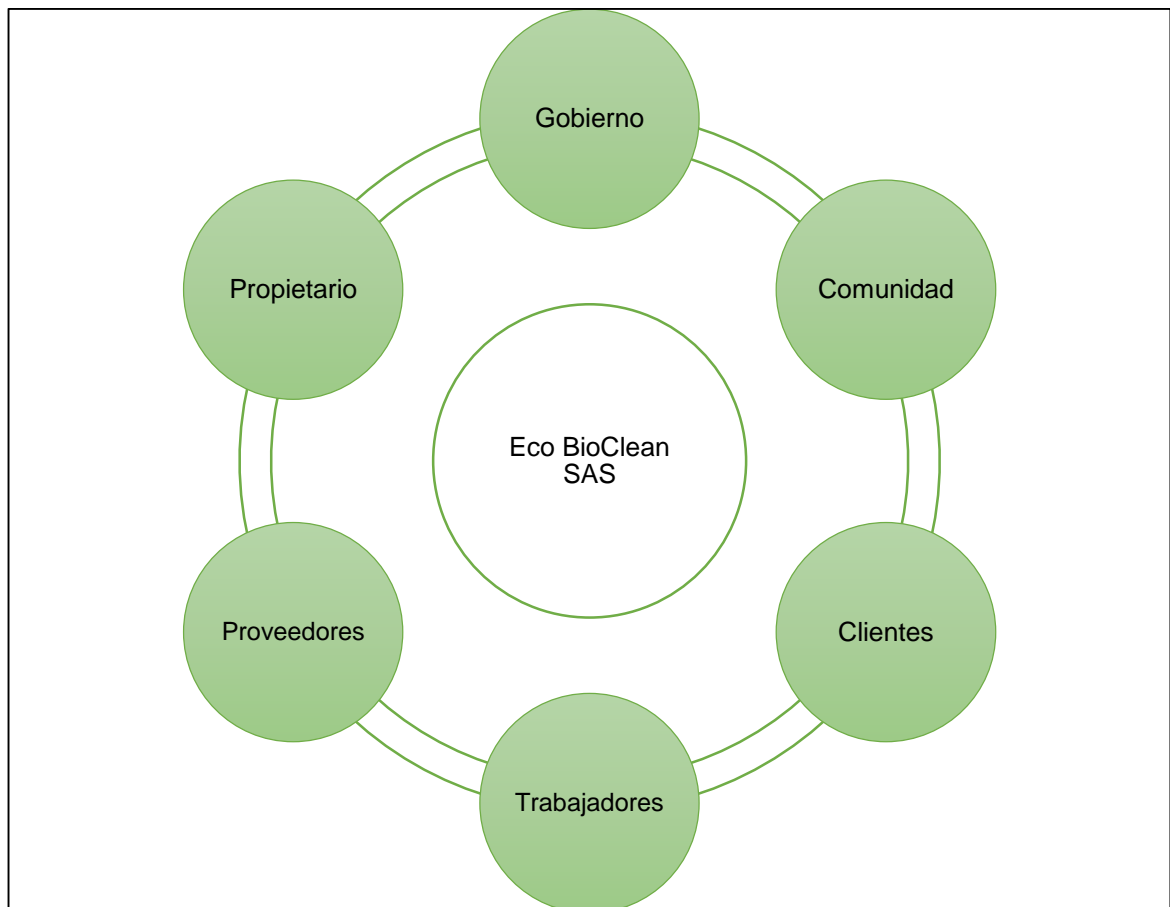 Gobierno
Comunidad
Clientes
Trabajadores
Proveedores
Propietario
Eco BioClean
SAS